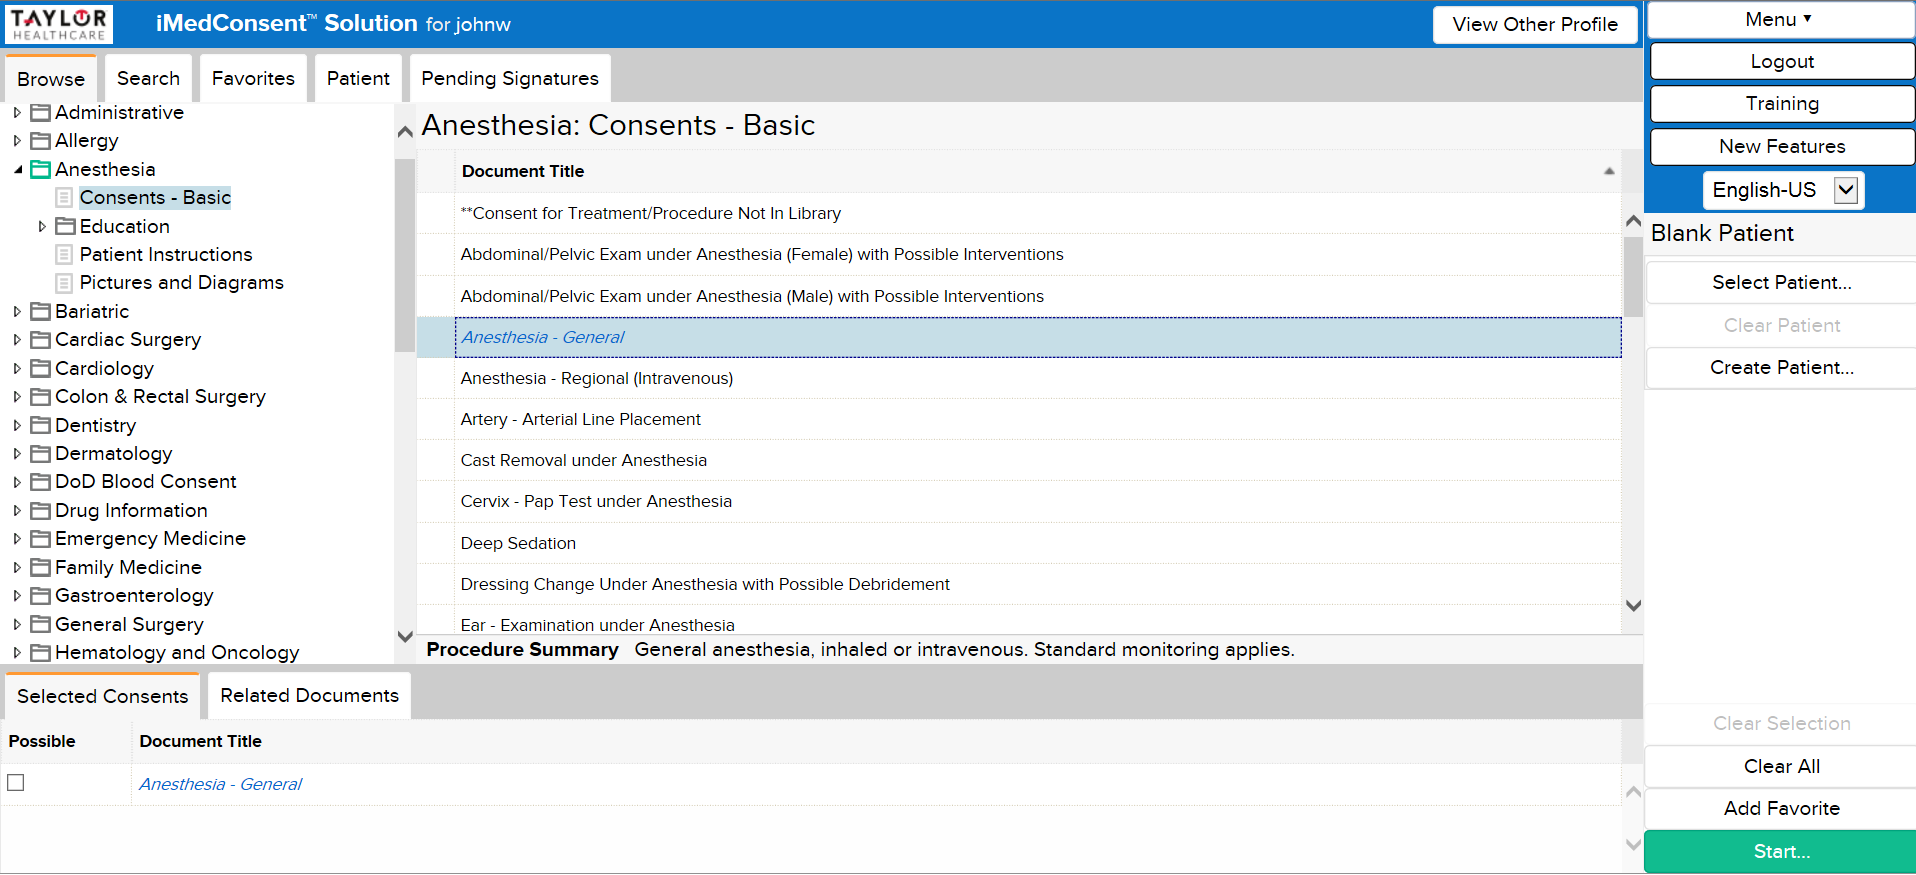 TAYLOR
HEALTHCARE
iMedConsent™ Solution for johnw
View Other Profile
Menu ▾
Logout
Training
New Features
English-US
Browse
Search
Favorites
Patient
Pending Signatures
Administrative
Allergy
Anesthesia
Consents - Basic
Education
Patient Instructions
Pictures and Diagrams
Bariatric
Cardiac Surgery
Cardiology
Colon & Rectal Surgery
Dentistry
Dermatology
DoD Blood Consent
Drug Information
Emergency Medicine
Family Medicine
Gastroenterology
General Surgery
Hematology and Oncology
Anesthesia: Consents - Basic
Document Title
**Consent for Treatment/Procedure Not In Library
Abdominal/Pelvic Exam under Anesthesia (Female) with Possible Interventions
Abdominal/Pelvic Exam under Anesthesia (Male) with Possible Interventions
Anesthesia - General
Anesthesia - Regional (Intravenous)
Artery - Arterial Line Placement
Cast Removal under Anesthesia
Cervix - Pap Test under Anesthesia
Deep Sedation
Dressing Change Under Anesthesia with Possible Debridement
Ear - Examination under Anesthesia
Procedure Summary General anesthesia, inhaled or intravenous. Standard monitoring applies.
Blank Patient
Select Patient...
Clear Patient
Create Patient...
Selected Consents
Related Documents
Possible
Document Title
Anesthesia - General
Clear Selection
Clear All
Add Favorite
Start...